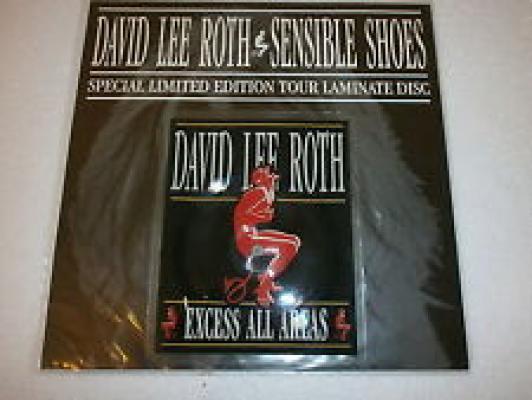 DAVID LEE ROTH SENSIBLE SHOES
SPECIAL LIMITED EDITION TOUR LAMINATE DISC
DAVID LEE ROTH
'EXCESS ALL AREAS